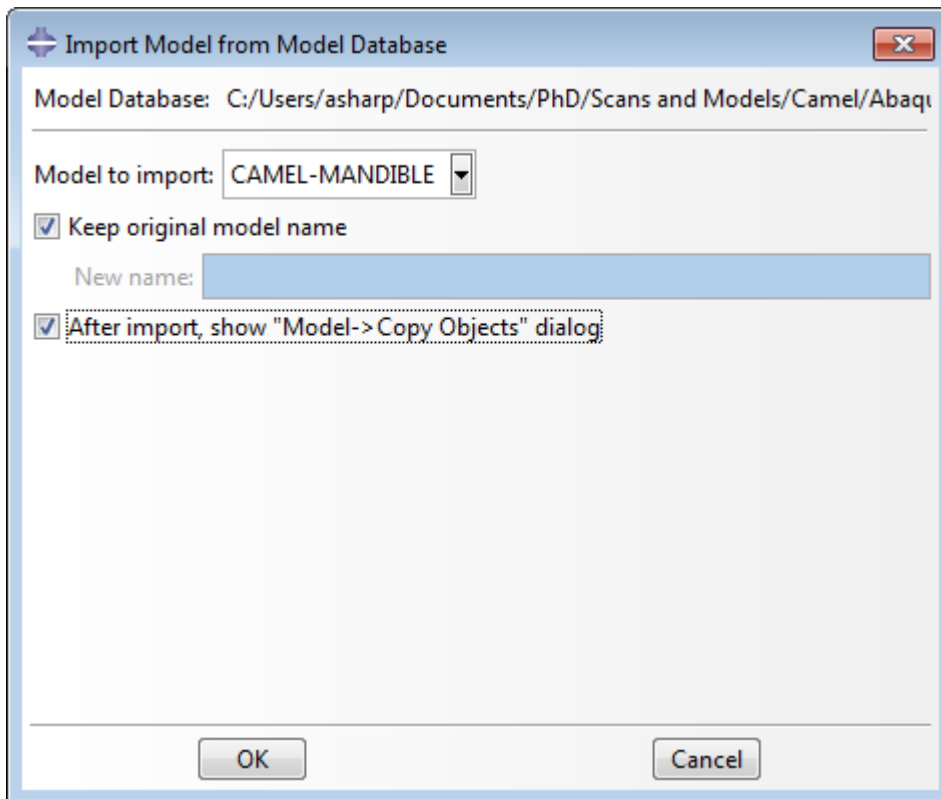 Import Model from Model Database
Model Database: C:/Users/asharp/Documents/PhD/Scans and Models/Camel/Abaqu
Model to import: CAMEL-MANDIBLE
Keep original model name
New name:
After import, show "Model->Copy Objects" dialog
OK Cancel